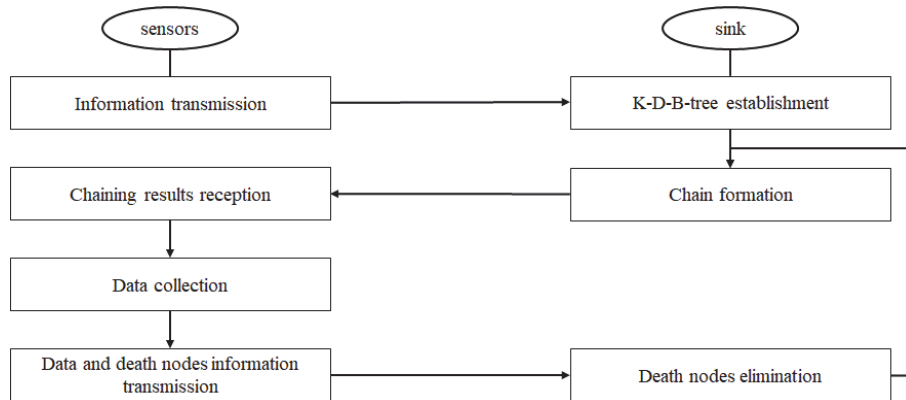 sensors
sink
Information transmission
K-D-B-tree establishment
Chaining results reception
Chain formation
Data collection
Data and death nodes information
transmission
Death nodes elimination